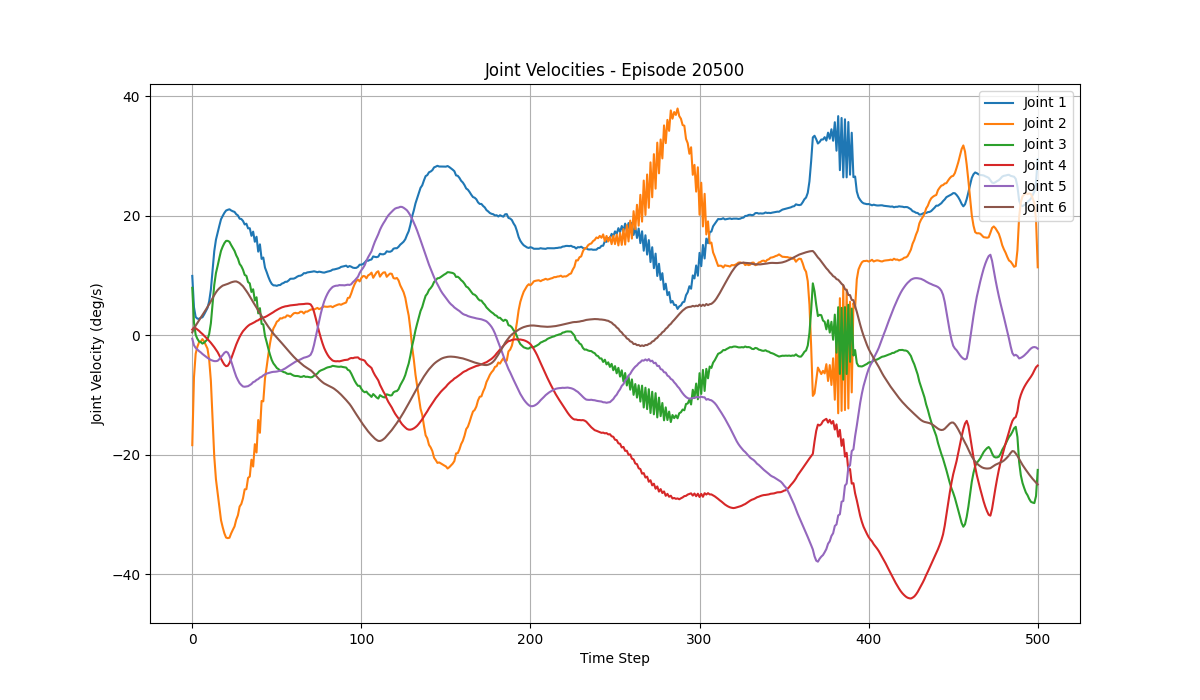 Joint Velocities - Episode 20500
Joint Velocity (deg/s)
40
20
0
−20
−40
Joint 1
Joint 2
Joint 3
Joint 4
Joint 5
Joint 6
0
100
200
300
400
500
Time Step